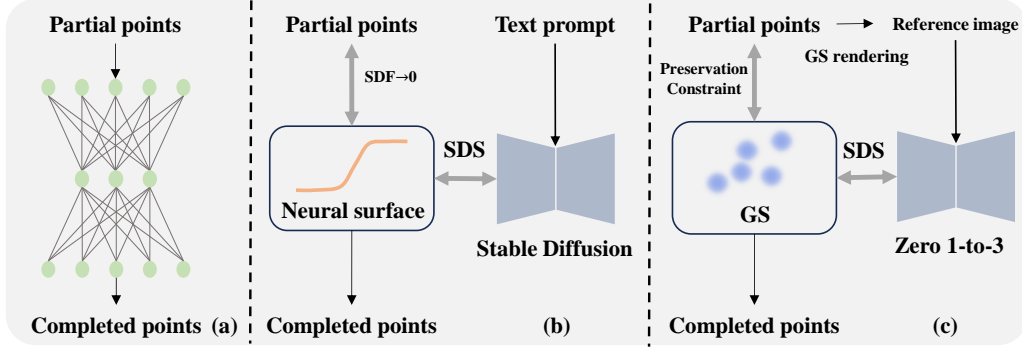 Partial points
Completed points
(a)
Partial points
Text prompt
SDF→0
SDS
Neural surface
Stable Diffusion
Completed points
(b)
Partial points
Reference image
GS rendering
Preservation
Constraint
SDS
GS
Zero 1-to-3
Completed points
(c)